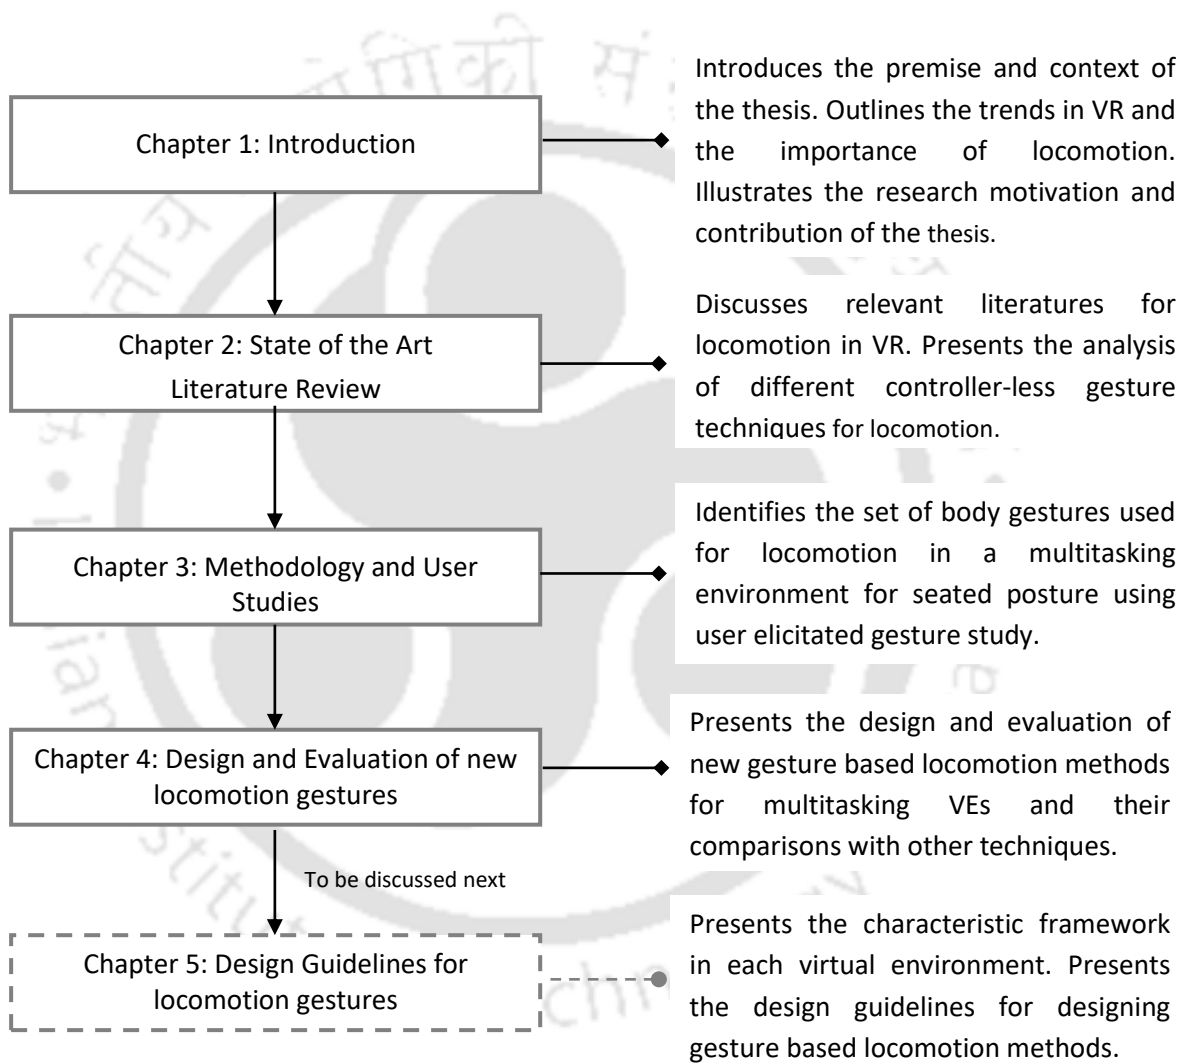 Chapter 1: Introduction
Introduces the premise and context of
the thesis. Outlines the trends in VR and
the importance of locomotion.
Illustrates the research motivation and
contribution of the thesis.
Chapter 2: State of the Art
Literature Review
Discusses relevant literatures for
locomotion in VR. Presents the analysis
of different controller-less gesture
techniques for locomotion.
Chapter 3: Methodology and User
Studies
Identifies the set of body gestures used
for locomotion in a multitasking
environment for seated posture using
user elicitated gesture study.
Chapter 4: Design and Evaluation of new
locomotion gestures
Presents the design and evaluation of
new gesture based locomotion methods
for multitasking VEs and their
comparisons with other techniques.
To be discussed next
Chapter 5: Design Guidelines for
locomotion gestures
Presents the characteristic framework
in each virtual environment. Presents
the design guidelines for designing
gesture based locomotion methods.